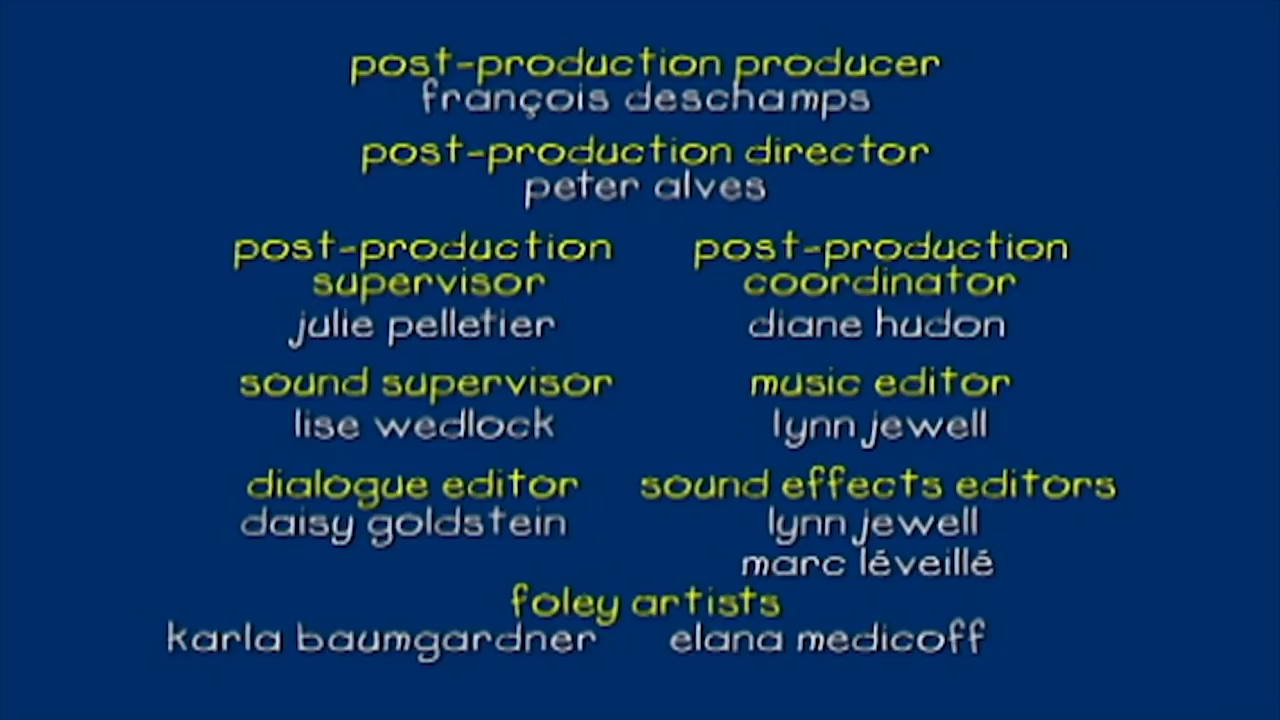 post-production producer
françois deschamps
post-production director
peter alves
post-production
supervisor
julie pelletier
post-production
coordinator
diane hudon
sound supervisor
lise wedlock
music editor
lynn jewell
dialogue editor
daisy goldstein
sound effects editors
lynn jewell
marc léveillé
foley artists
karla baumgardner elana medicoff